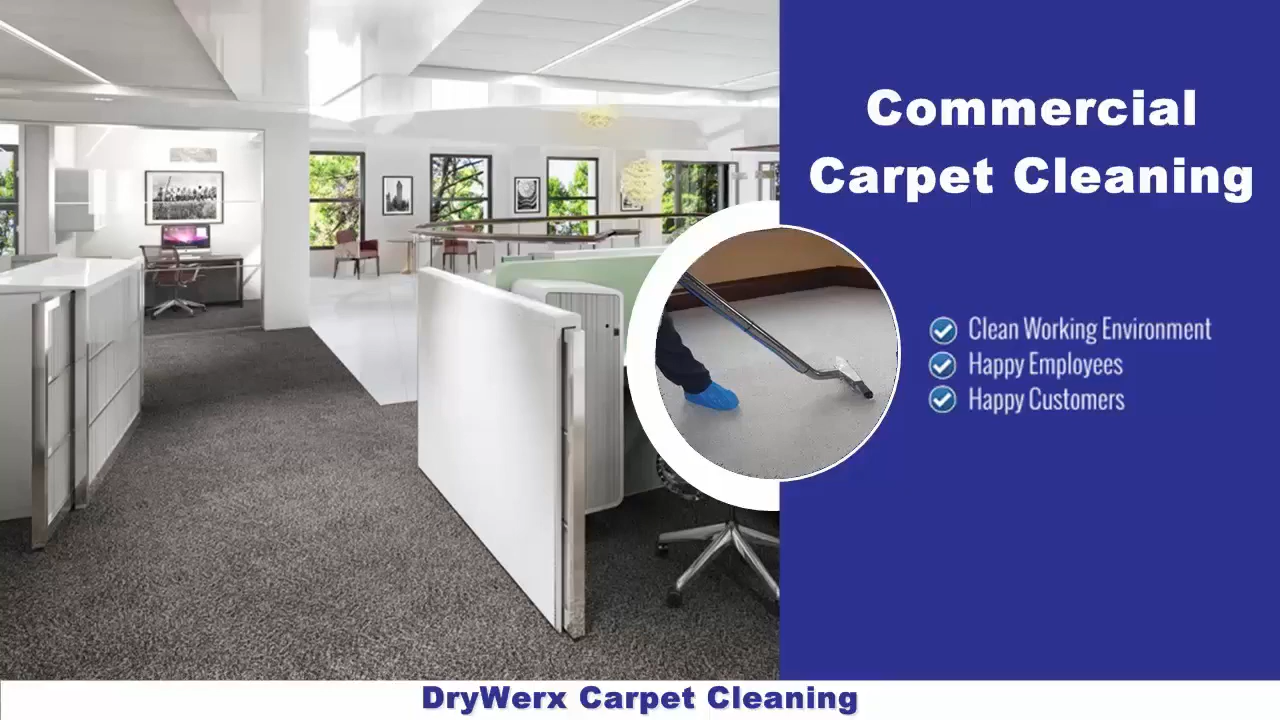 Commercial
Carpet Cleaning
Clean Working Environment
Happy Employees
Happy Customers
DryWerx Carpet Cleaning